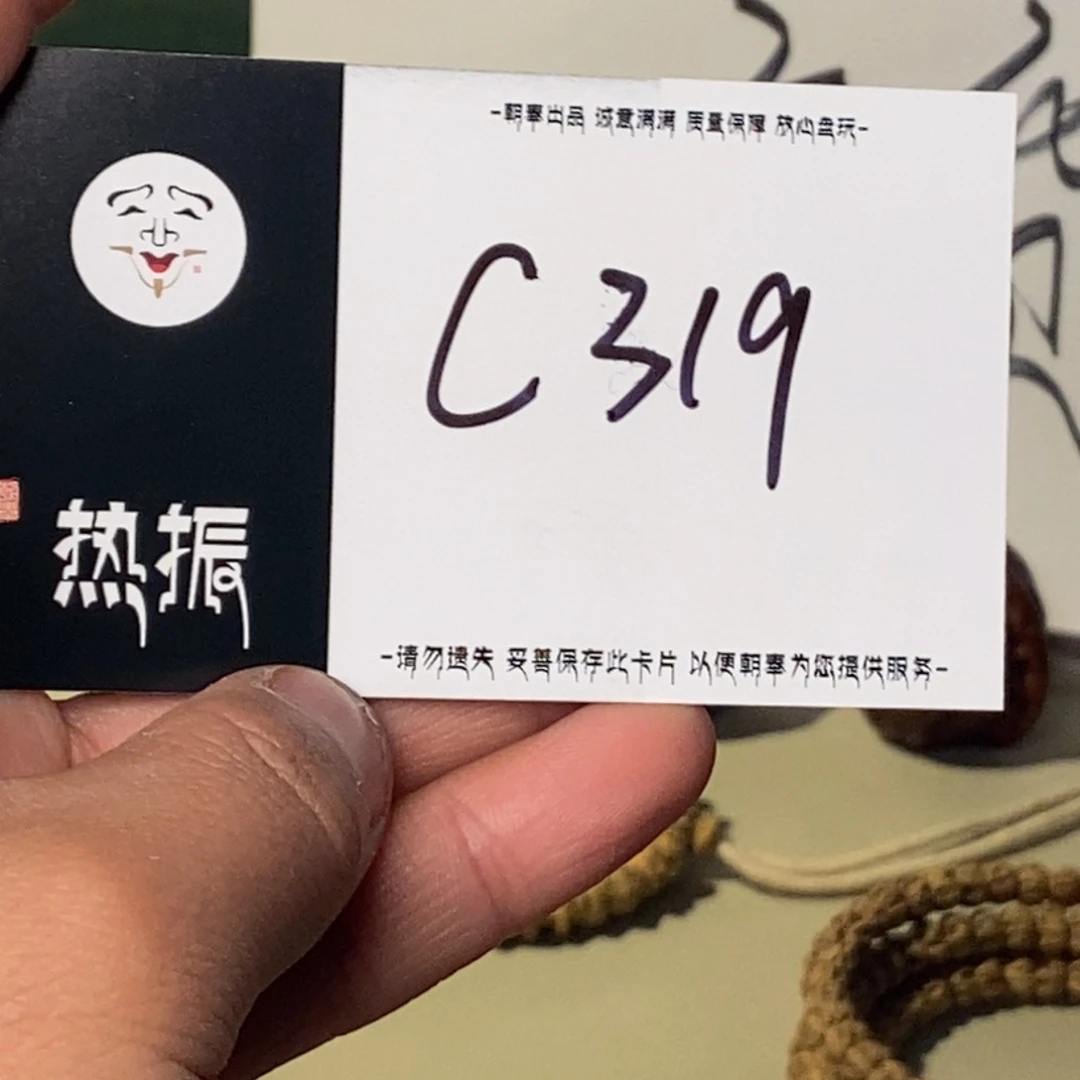 -朝奉出品 诚意满满 质量保障 放心盘玩-
C319
热振
-请勿遗失 妥善保存此卡片 以便朝奉为您提供服务-